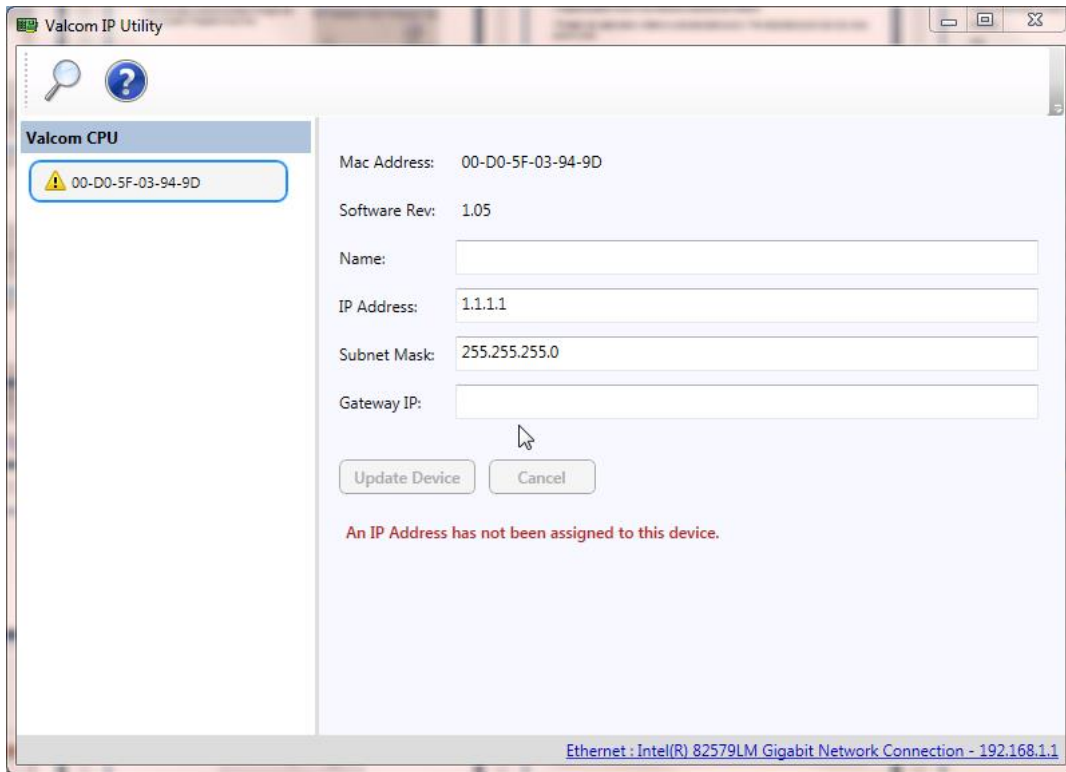 Valcom IP Utility
Valcom CPU
00-D0-5F-03-94-9D
Mac Address: 00-D0-5F-03-94-9D
Software Rev: 1.05
Name:
IP Address: 1.1.1.1
Subnet Mask: 255.255.255.0
Gateway IP:
Update Device Cancel
An IP Address has not been assigned to this device.
Ethernet : Intel(R) 82579LM Gigabit Network Connection - 192.168.1.1